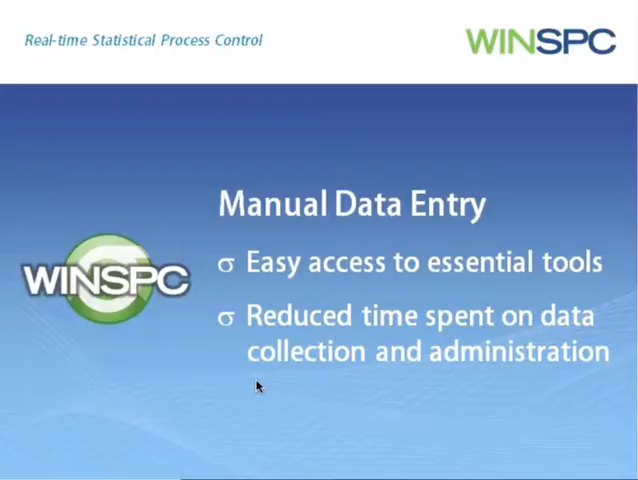 Real-time Statistical Process Control
WINSPC
Manual Data Entry
WINSPC
σ Easy access to essential tools
σ Reduced time spent on data
collection and administration